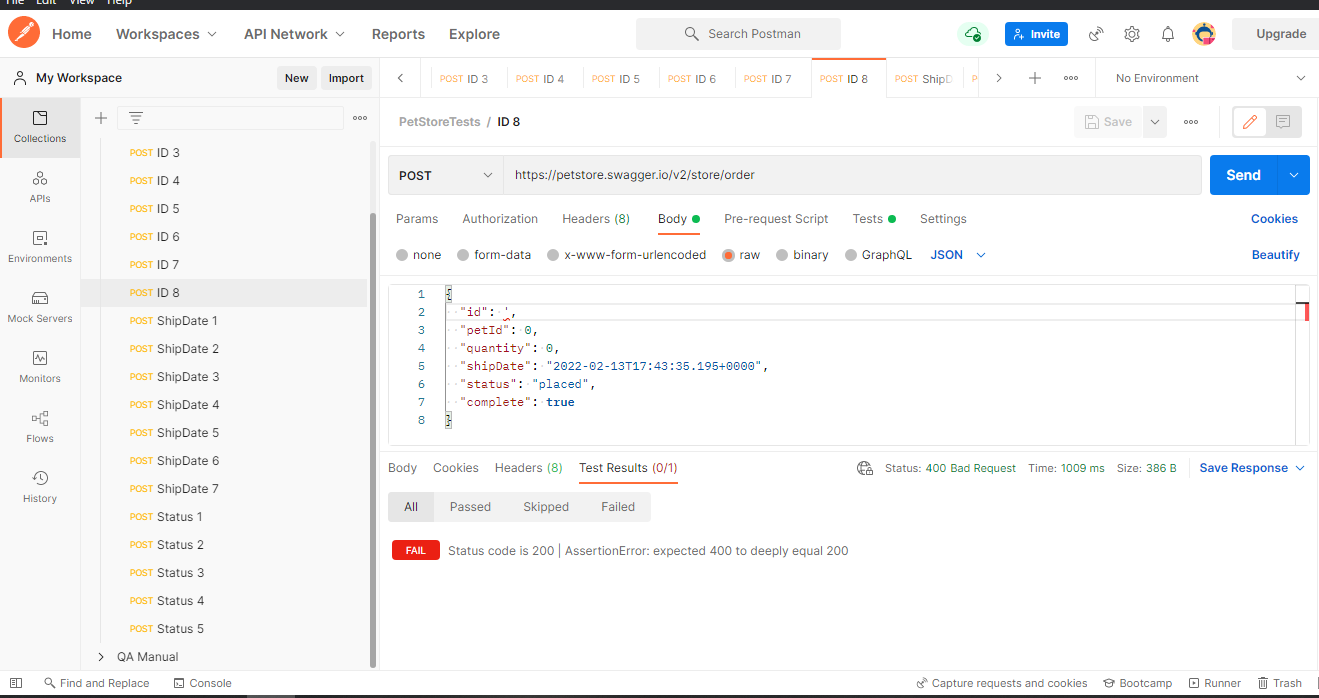 File Edit View Help
Home Workspaces API Network Reports Explore Search Postman Invite Upgrade
My Workspace New Import
POST ID 3 POST ID 4 POST ID 5 POST ID 6 POST ID 7 POST ID 8 POST ShipD P No Environment
Collections
APIs
Environments
Mock Servers
Monitors
Flows
History
POST ID 3
POST ID 4
POST ID 5
POST ID 6
POST ID 7
POST ID 8
POST ShipDate 1
POST ShipDate 2
POST ShipDate 3
POST ShipDate 4
POST ShipDate 5
POST ShipDate 6
POST ShipDate 7
POST Status 1
POST Status 2
POST Status 3
POST Status 4
POST Status 5
QA Manual
PetStoreTests / ID 8 Save
POST https://petstore.swagger.io/v2/store/order Send
Params Authorization Headers (8) Body Pre-request Script Tests Settings Cookies
none form-data x-www-form-urlencoded raw binary GraphQL JSON Beautify
1 {
2 "id": ',
3 "petId": 0,
4 "quantity": 0,
5 "shipDate": "2022-02-13T17:43:35.195+0000",
6 "status": "placed",
7 "complete": true
8 }
Body Cookies Headers (8) Test Results (0/1) Status: 400 Bad Request Time: 1009 ms Size: 386 B Save Response
All Passed Skipped Failed
FAIL Status code is 200 | AssertionError: expected 400 to deeply equal 200
Find and Replace Console Capture requests and cookies Bootcamp Runner Trash